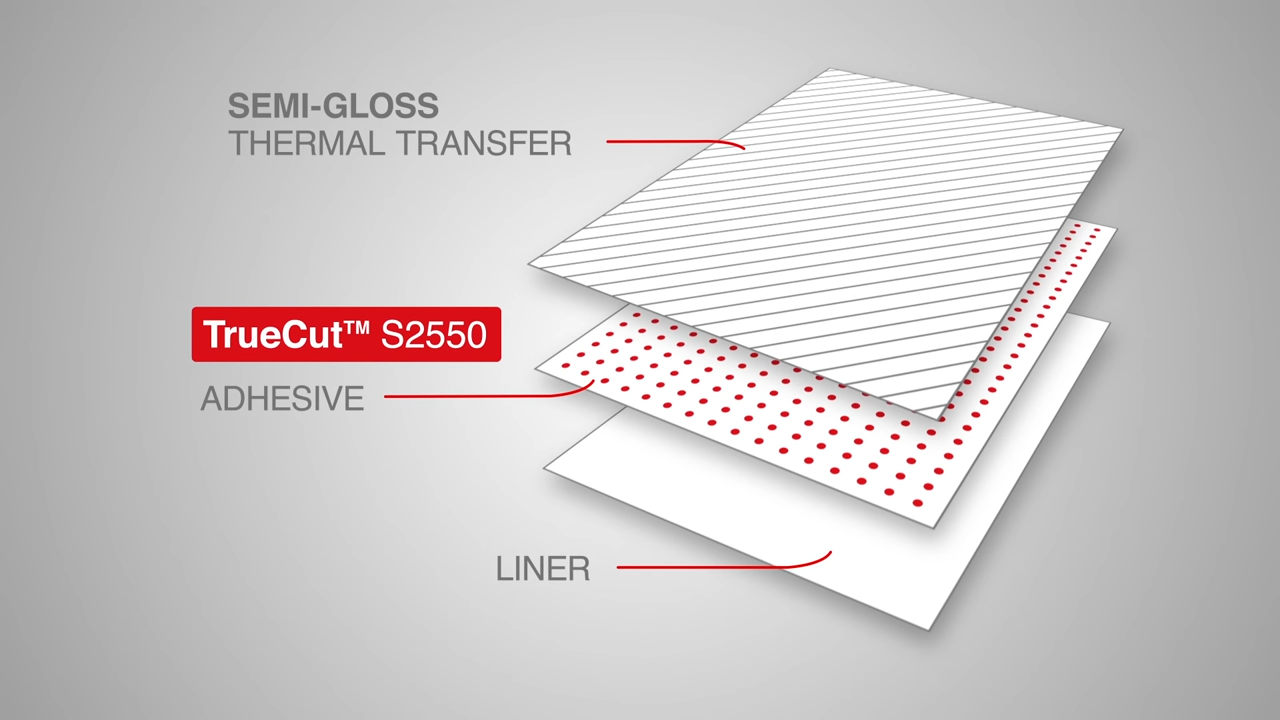 SEMI-GLOSS
THERMAL TRANSFER
TrueCut™ S2550
ADHESIVE
LINER